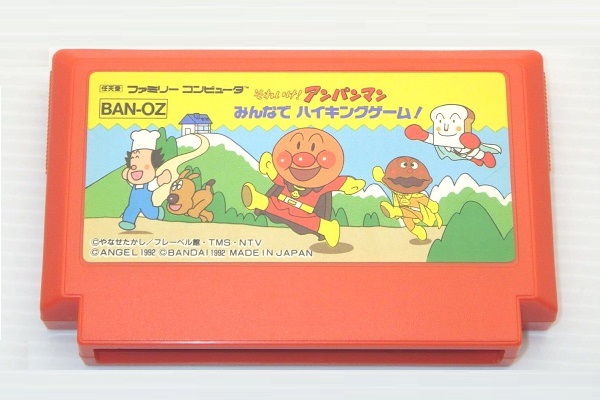 任天堂 ファミリーコンピュータ™
BAN-OZ
それいけ!アンパンマン
みんなで ハイキングゲーム!
©やなせたかし/フレーベル館・TMS・NTV
©ANGEL 1992 ©BANDAI 1992 MADE IN JAPAN